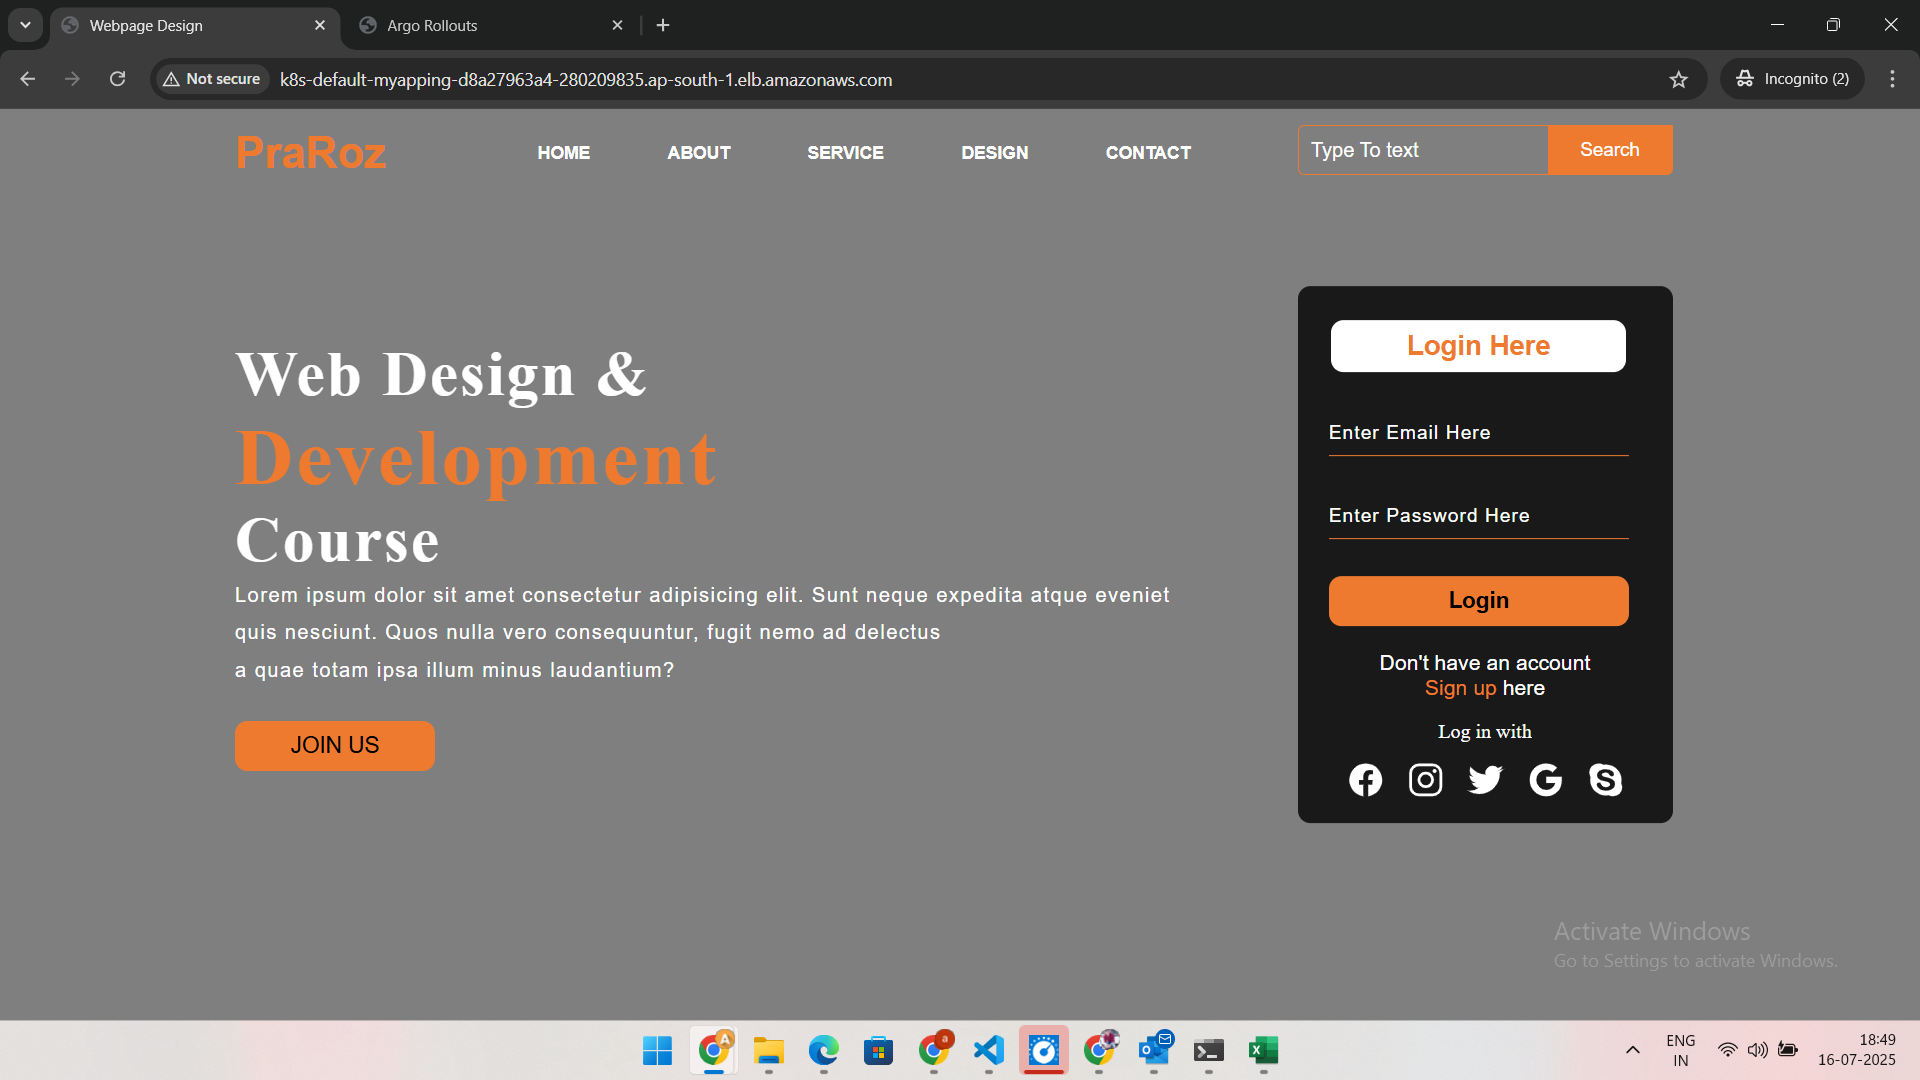 Webpage Design
Argo Rollouts
Not secure
k8s-default-myapping-d8a27963a4-280209835.ap-south-1.elb.amazonaws.com
Incognito (2)
PraRoz
HOME
ABOUT
SERVICE
DESIGN
CONTACT
Type To text
Search
Web Design &
Development
Course
Lorem ipsum dolor sit amet consectetur adipisicing elit. Sunt neque expedita atque eveniet
quis nesciunt. Quos nulla vero consequuntur, fugit nemo ad delectus
a quae totam ipsa illum minus laudantium?
JOIN US
Login Here
Enter Email Here
Enter Password Here
Login
Don't have an account
Sign up here
Log in with
Activate Windows
Go to Settings to activate Windows.
ENG
IN
18:49
16-07-2025